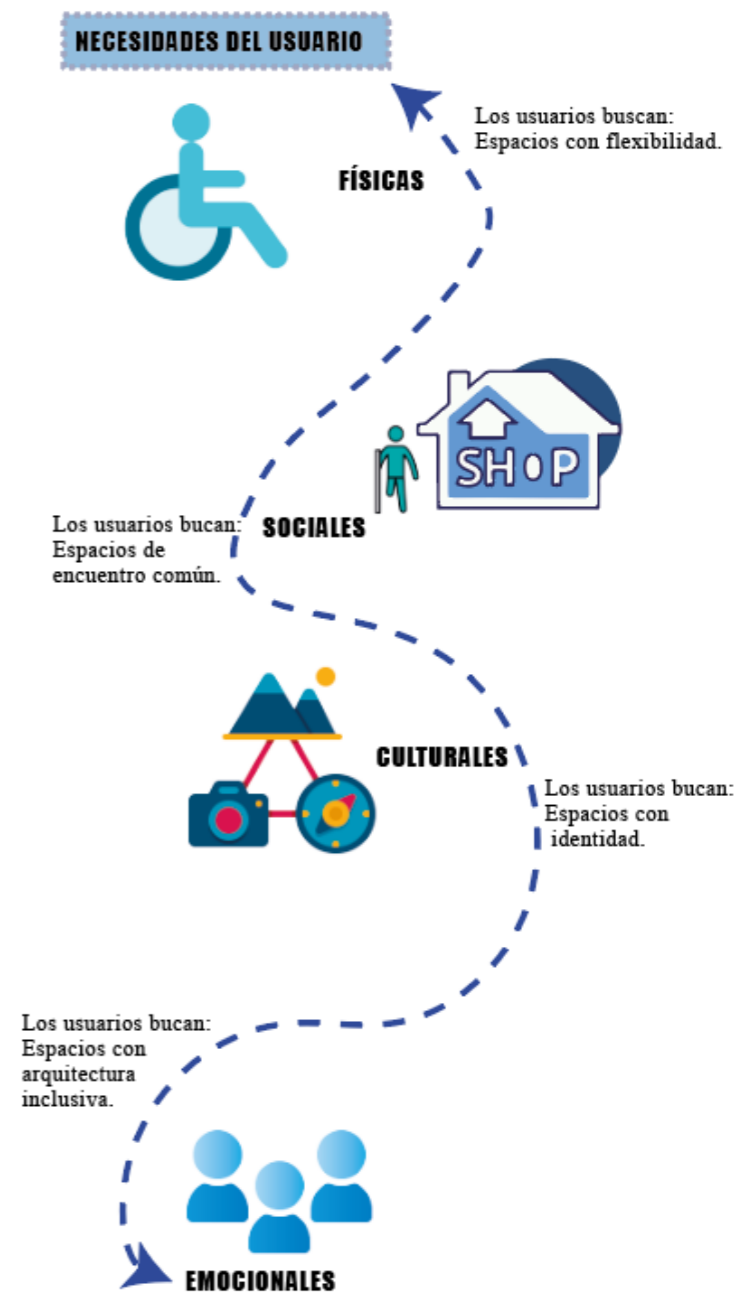 NECESIDADES DEL USUARIO
Los usuarios buscan:
Espacios con flexibilidad.
FÍSICAS
SHOP
Los usuarios bucan:
Espacios de
encuentro común.
SOCIALES
CULTURALES
Los usuarios bucan:
Espacios con
identidad.
Los usuarios bucan:
Espacios con
arquitectura
inclusiva.
EMOCIONALES